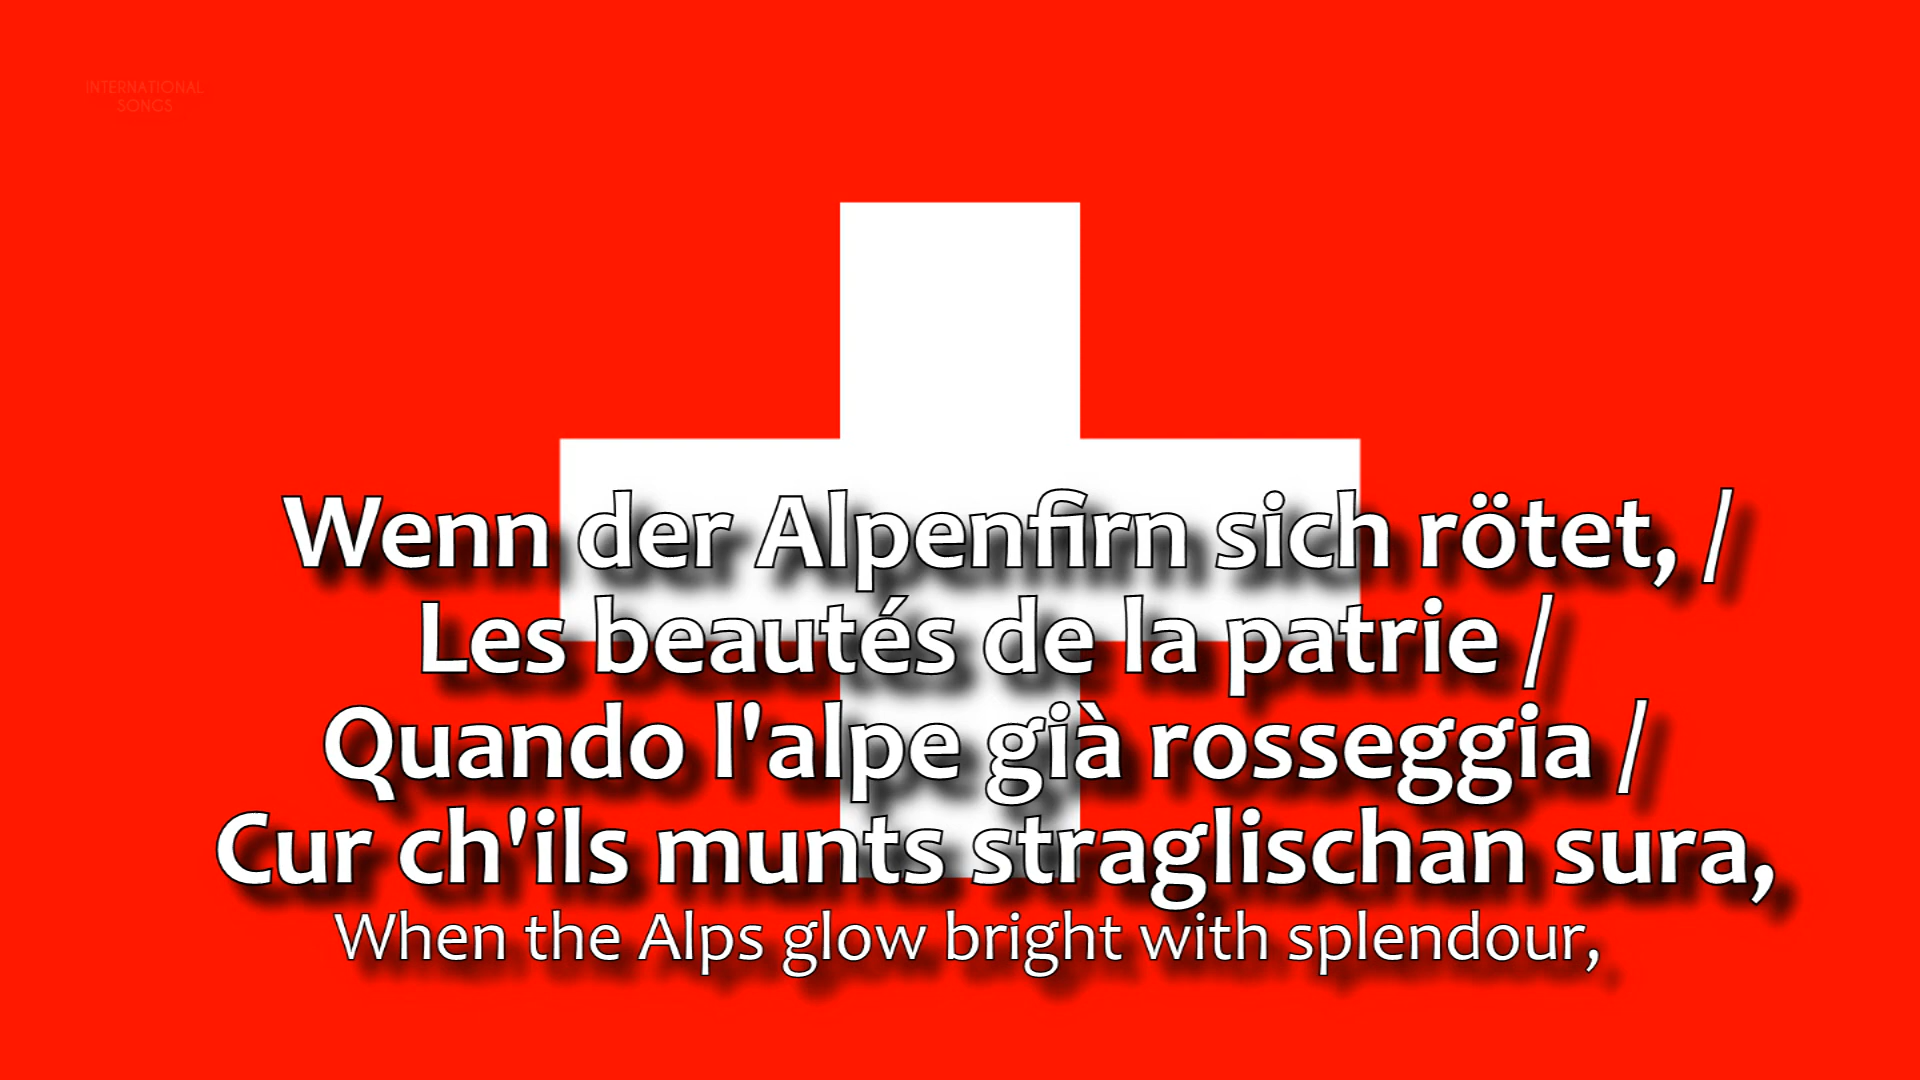 INTERNATIONAL
SONGS
Wenn der Alpenfirn sich rötet, /
Les beautés de la patrie /
Quando l'alpe già rosseggia /
Cur ch'ils munts straglischan sura,
When the Alps glow bright with splendour,